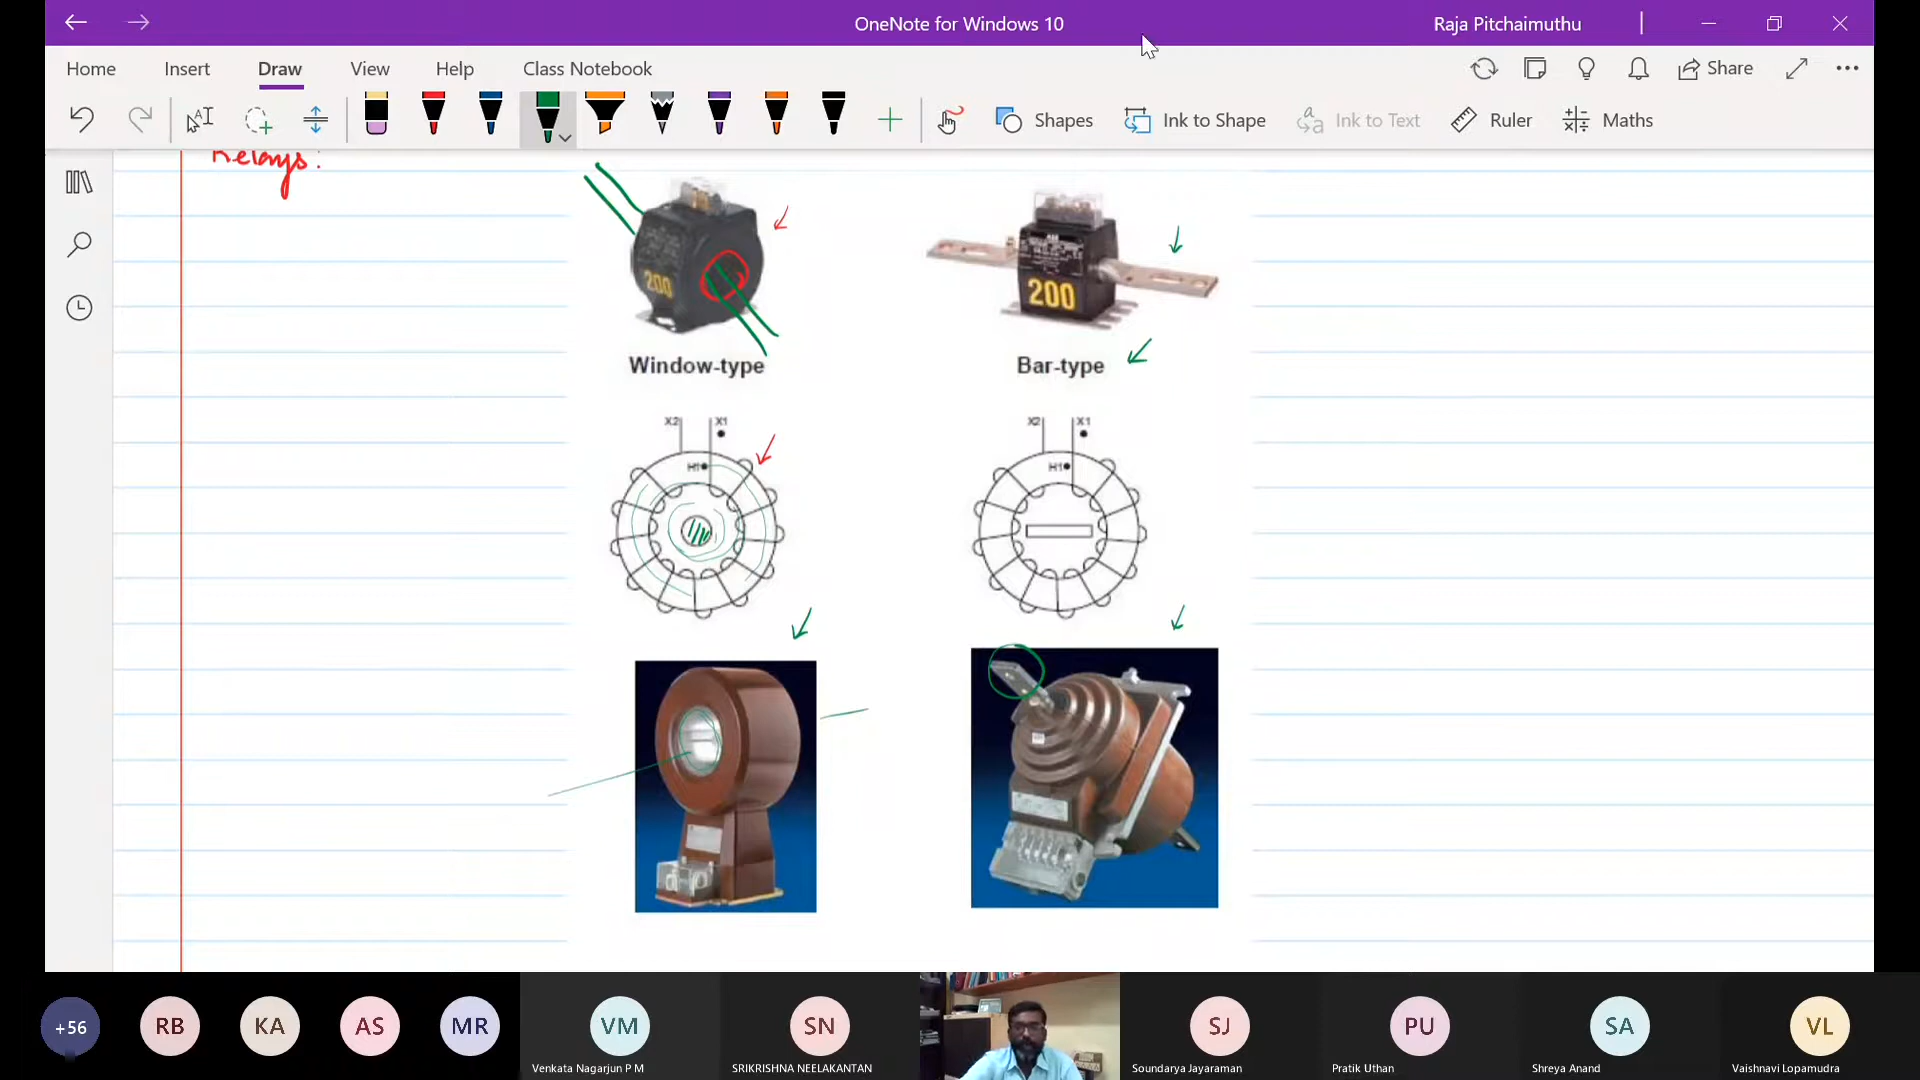 OneNote for Windows 10
Raja Pitchaimuthu
Home Insert Draw View Help Class Notebook
Share
Shapes Ink to Shape Ink to Text Ruler Maths
Relays:
200
200
Window-type
Bar-type
X2 X1
H1
X2 X1
H1
+56 RB KA AS MR VM SN SJ PU SA VL
Venkata Nagarjun P M
SRIKRISHNA NEELAKANTAN
Soundarya Jayaraman
Pratik Uthan
Shreya Anand
Vaishnavi Lopamudra